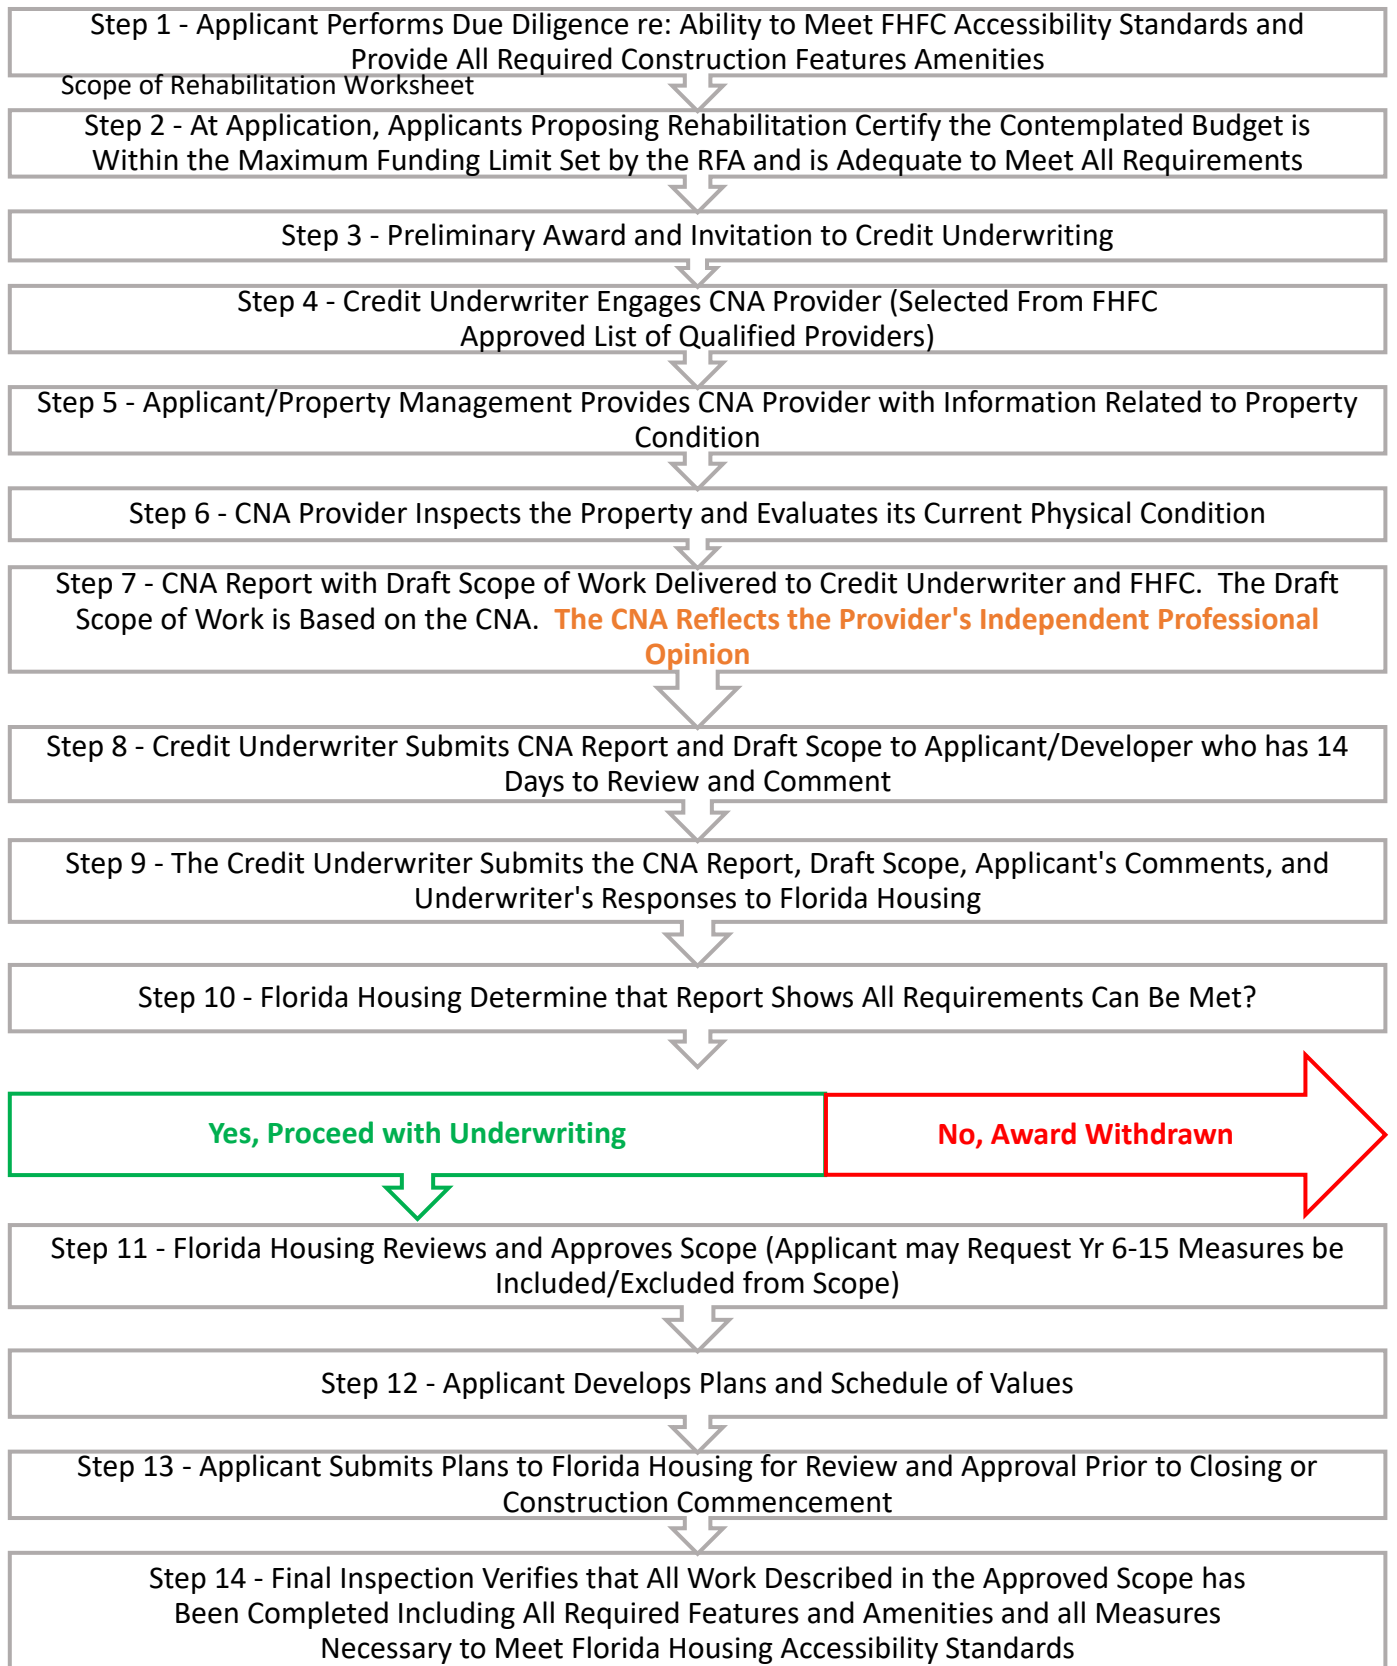 Step 1 - Applicant Performs Due Diligence re: Ability to Meet FHFC Accessibility Standards and
Provide All Required Construction Features Amenities
Scope of Rehabilitation Worksheet
Step 2 - At Application, Applicants Proposing Rehabilitation Certify the Contemplated Budget is
Within the Maximum Funding Limit Set by the RFA and is Adequate to Meet All Requirements
Step 3 - Preliminary Award and Invitation to Credit Underwriting
Step 4 - Credit Underwriter Engages CNA Provider (Selected From FHFC
Approved List of Qualified Providers)
Step 5 - Applicant/Property Management Provides CNA Provider with Information Related to Property
Condition
Step 6 - CNA Provider Inspects the Property and Evaluates its Current Physical Condition
Step 7 - CNA Report with Draft Scope of Work Delivered to Credit Underwriter and FHFC.  The Draft
Scope of Work is Based on the CNA.  The CNA Reflects the Provider's Independent Professional
Opinion
Step 8 - Credit Underwriter Submits CNA Report and Draft Scope to Applicant/Developer who has 14
Days to Review and Comment
Step 9 - The Credit Underwriter Submits the CNA Report, Draft Scope, Applicant's Comments, and
Underwriter's Responses to Florida Housing
Step 10 - Florida Housing Determine that Report Shows All Requirements Can Be Met?
Yes, Proceed with Underwriting
No, Award Withdrawn
Step 11 - Florida Housing Reviews and Approves Scope (Applicant may Request Yr 6-15 Measures be
Included/Excluded from Scope)
Step 12 - Applicant Develops Plans and Schedule of Values
Step 13 - Applicant Submits Plans to Florida Housing for Review and Approval Prior to Closing or
Construction Commencement
Step 14 - Final Inspection Verifies that All Work Described in the Approved Scope has
Been Completed Including All Required Features and Amenities and all Measures
Necessary to Meet Florida Housing Accessibility Standards